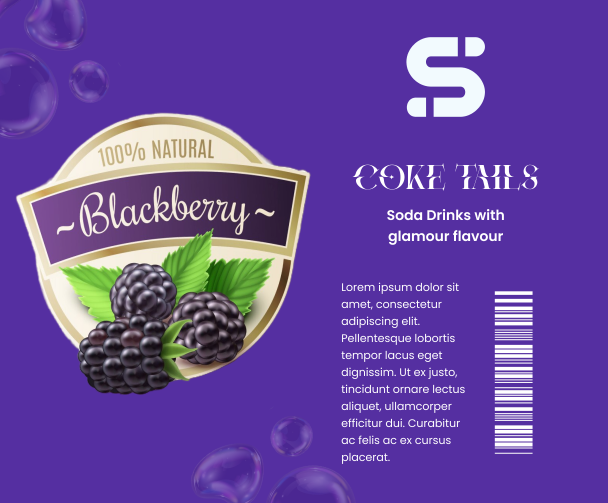 100% NATURAL
~Blackberry~
S
COKE TAILS
Soda Drinks with
glamour flavour
Lorem ipsum dolor sit
amet, consectetur
adipiscing elit.
Pellentesque lobortis
tempor lacus eget
dignissim. Ut ex justo,
tincidunt ornare lectus
aliquet, ullamcorper
efficitur dui. Curabitur
ac felis ac ex cursus
placerat.